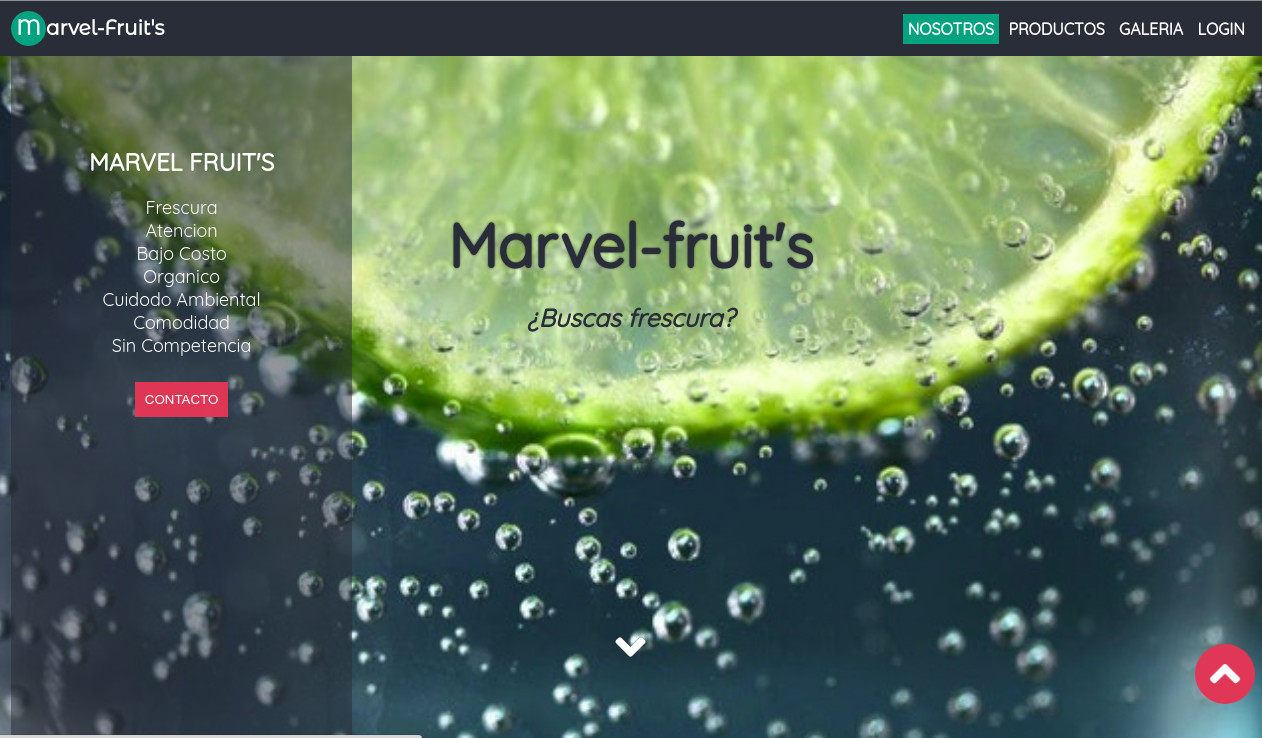 marvel-Fruit's
NOSOTROS PRODUCTOS GALERIA LOGIN
MARVEL FRUIT'S
Frescura
Atencion
Bajo Costo
Organico
Cuidodo Ambiental
Comodidad
Sin Competencia
CONTACTO
Marvel-fruit's
¿Buscas frescura?